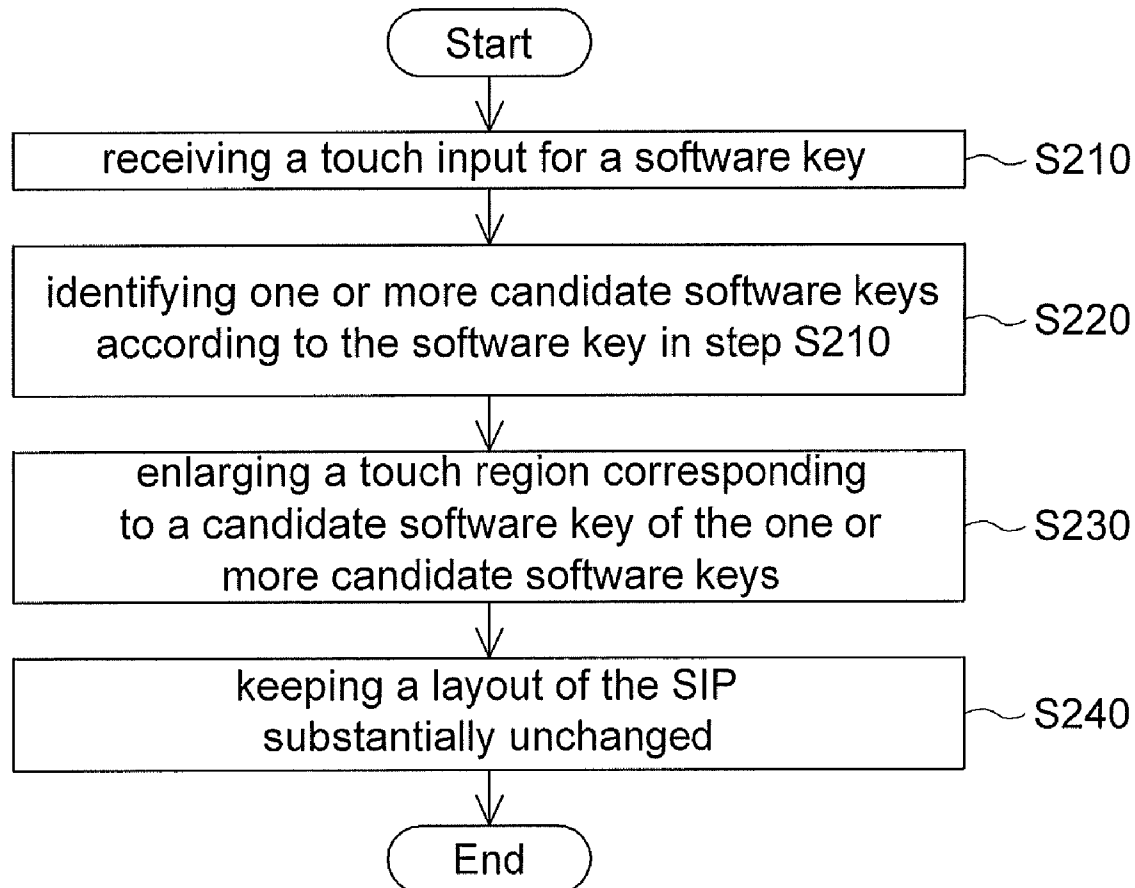 Start
receiving a touch input for a software key
S210
identifying one or more candidate software keys
according to the software key in step S210
S220
enlarging a touch region corresponding
to a candidate software key of the one or
more candidate software keys
S230
keeping a layout of the SIP
substantially unchanged
S240
End